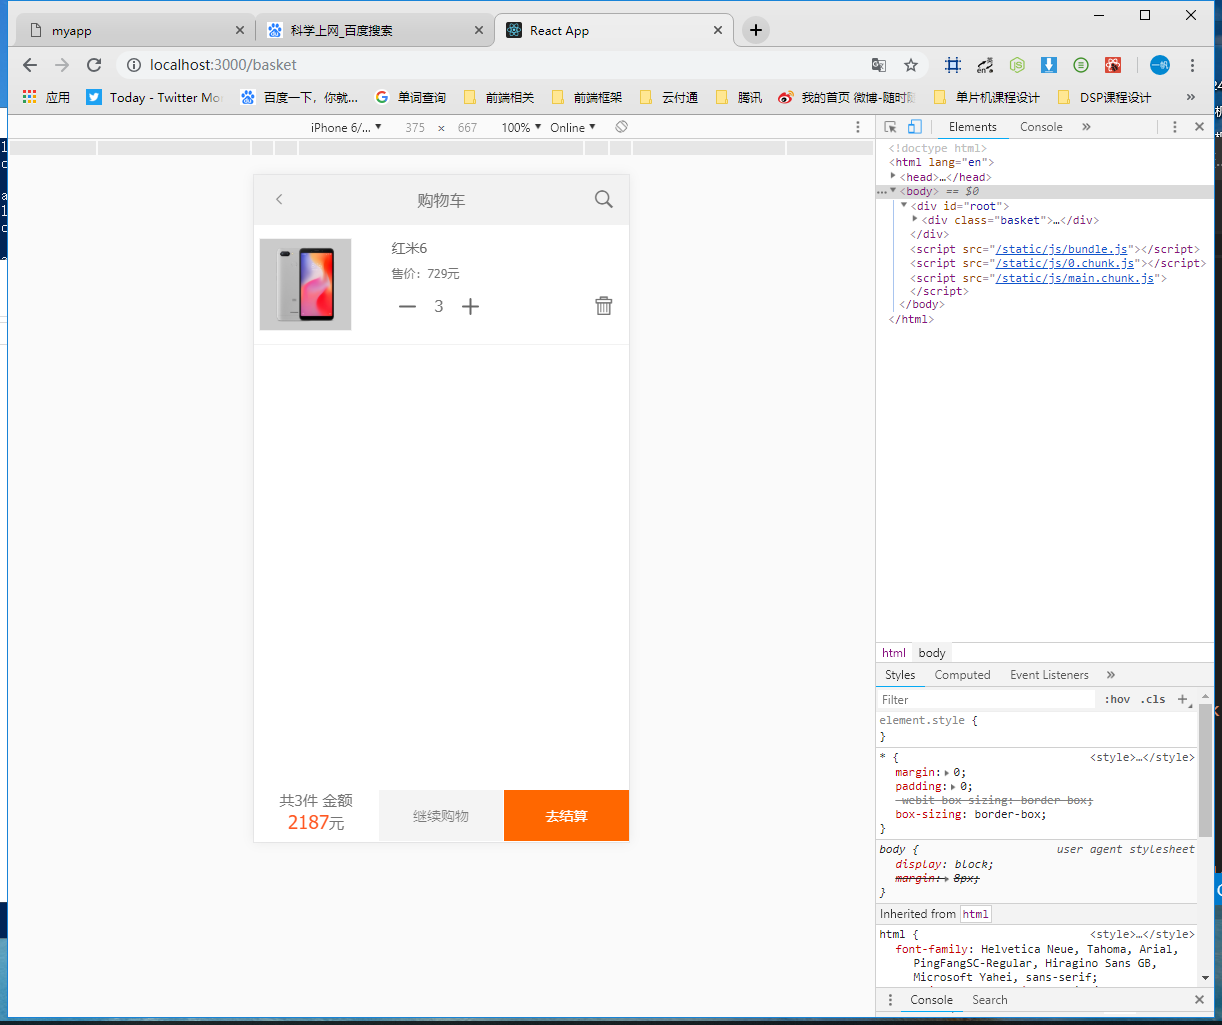 myapp
科学上网_百度搜索
React App
localhost:3000/basket
应用
Today - Twitter Mo
百度一下，你就...
单词查询
前端相关
前端框架
云付通
腾讯
我的首页 微博-随时
单片机课程设计
DSP课程设计
»
iPhone 6/... ▼ 375 × 667 100% ▼ Online ▼
Elements Console »
<!doctype html>
<html lang="en">
<head>…</head>
<body> == $0
<div id="root">
<div class="basket">…</div>
</div>
<script src="/static/js/bundle.js"></script>
<script src="/static/js/0.chunk.js"></script>
<script src="/static/js/main.chunk.js">
</script>
</body>
</html>
购物车
红米6
售价：729元
3
共3件 金额
2187元
继续购物
去结算
html body
Styles Computed Event Listeners »
Filter :hov .cls +
element.style {
}
* { <style>…</style>
margin: 0;
padding: 0;
-webit-box-sizing: border-box;
box-sizing: border-box;
}
body { user agent stylesheet
display: block;
margin: 8px;
}
Inherited from html
html { <style>…</style>
font-family: Helvetica Neue, Tahoma, Arial,
PingFangSC-Regular, Hiragino Sans GB,
Microsoft Yahei, sans-serif;
Console Search